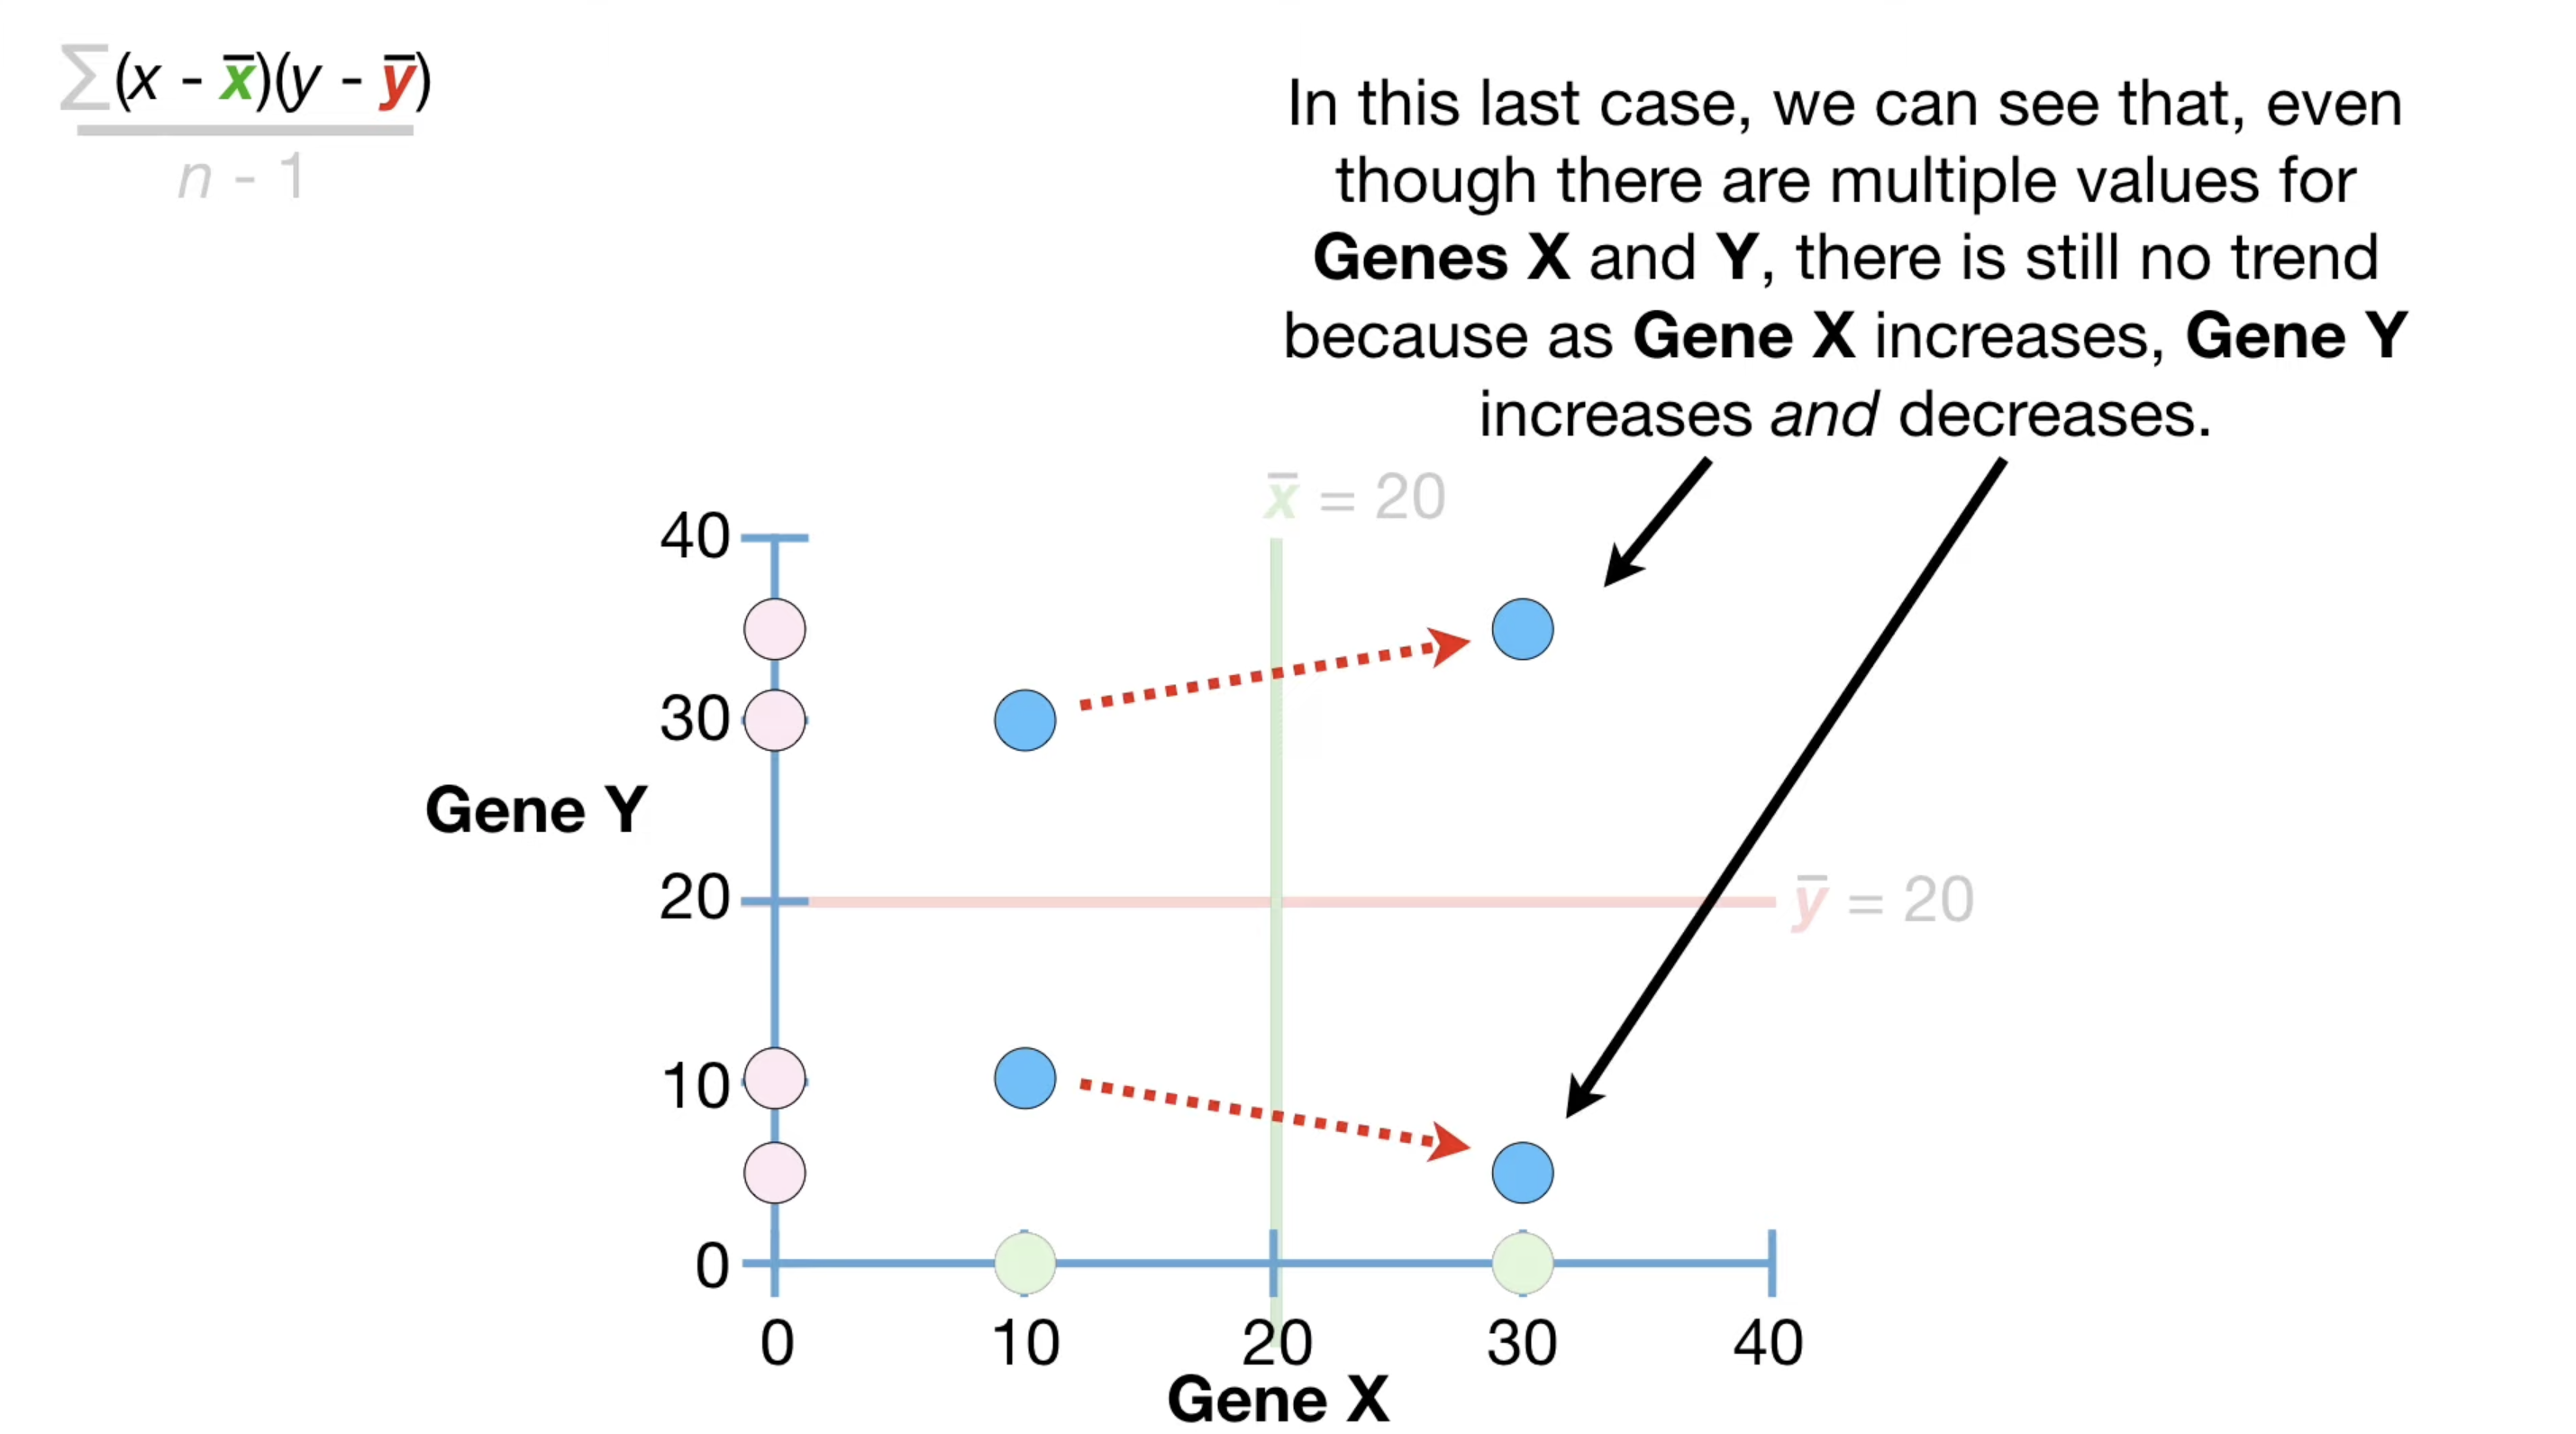 ∑(x - x̄)(y - ȳ)
n - 1
In this last case, we can see that, even
though there are multiple values for
Genes X and Y, there is still no trend
because as Gene X increases, Gene Y
increases and decreases.
x̄ = 20
40
30
Gene Y
20
ȳ = 20
10
0
0 10 20 30 40
Gene X